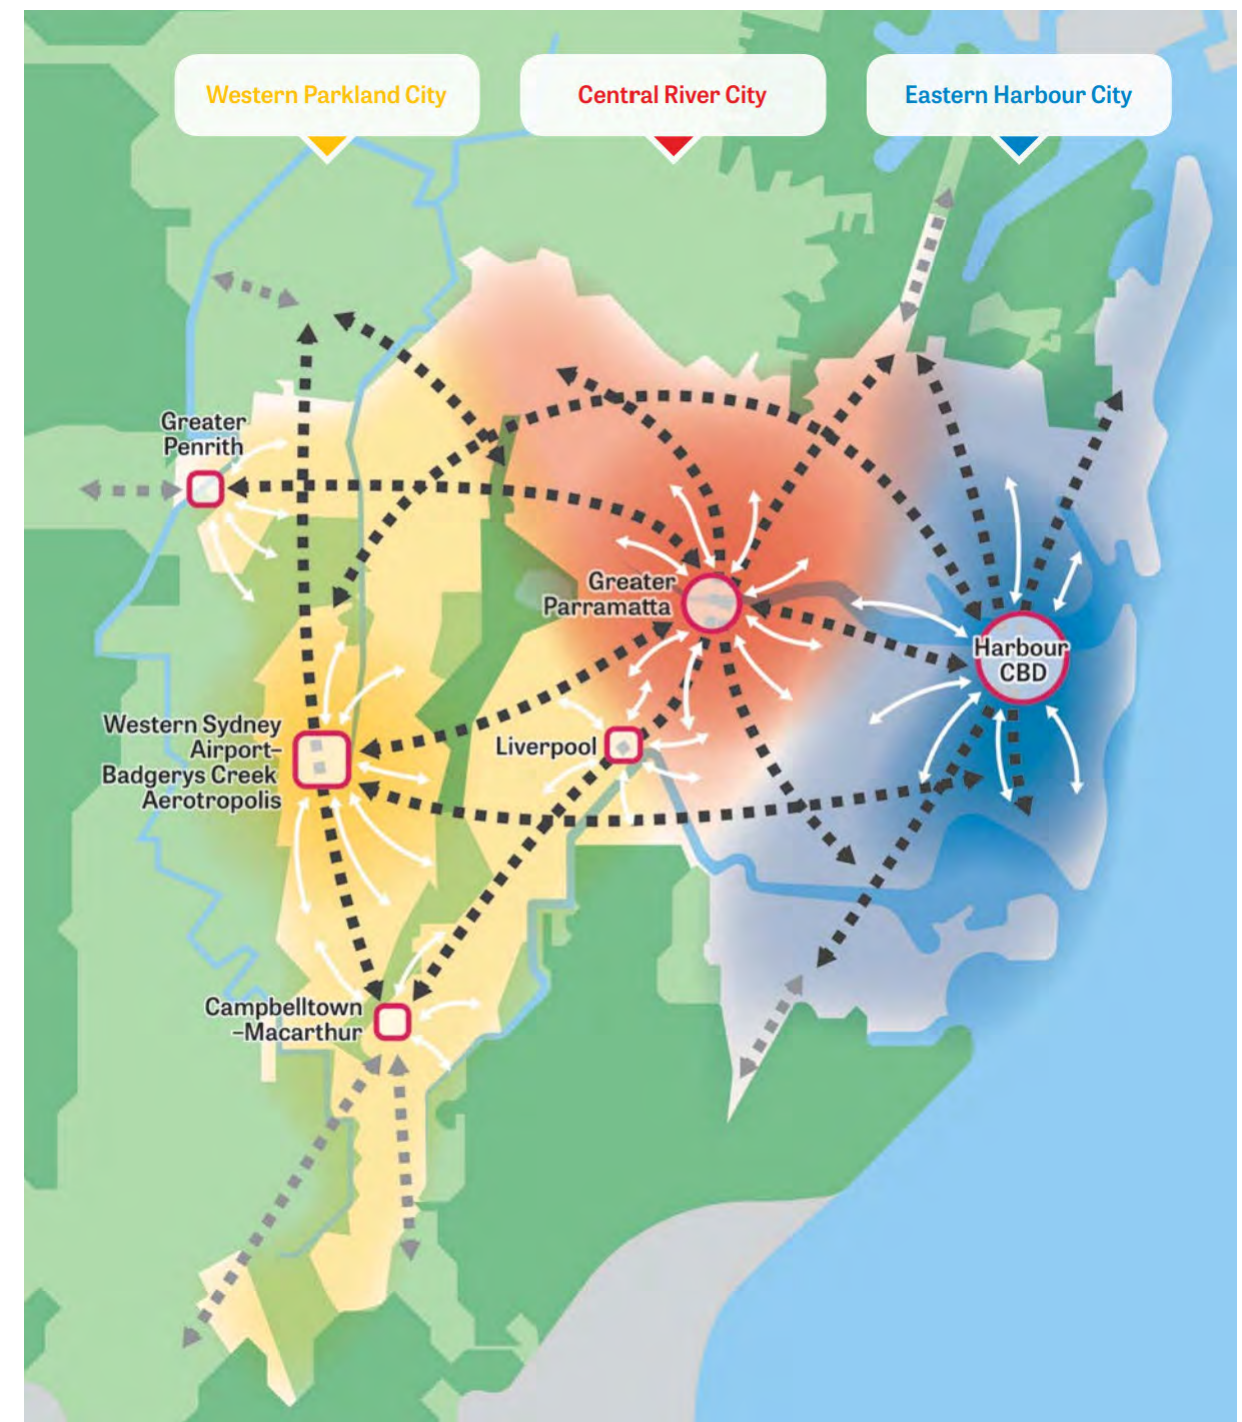 Western Parkland City
Central River City
Eastern Harbour City
Greater
Penrith
Greater
Parramatta
Harbour
CBD
Western Sydney
Airport–
Badgerys Creek
Aerotropolis
Liverpool
Campbelltown
–Macarthur